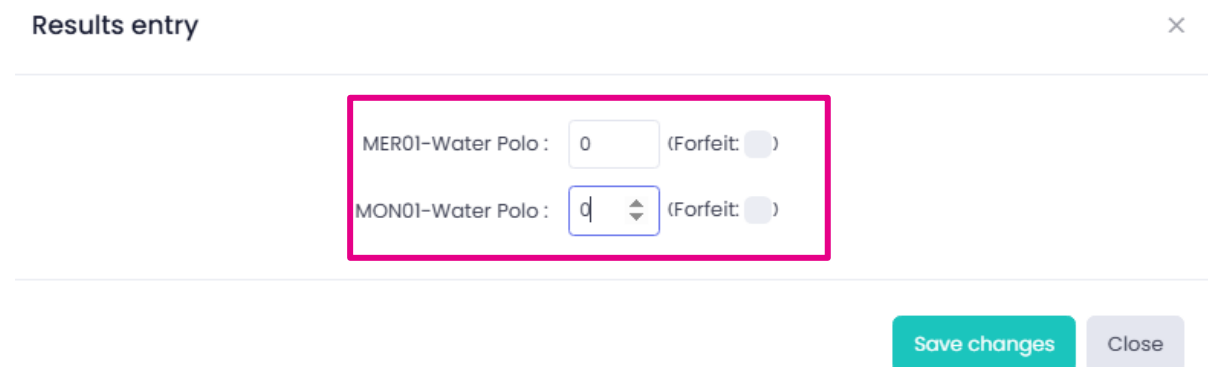 Results entry ×
MER01-Water Polo : 0 (Forfeit: )
MON01-Water Polo : 0 (Forfeit: )
Save changes Close